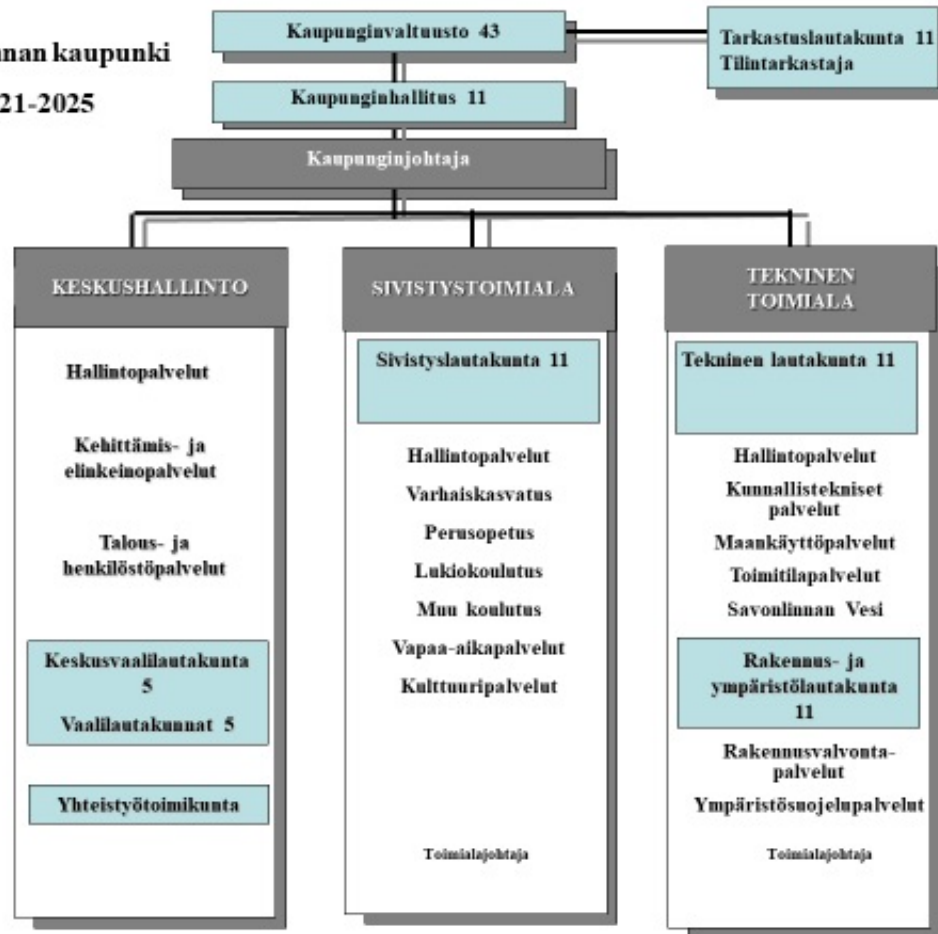 Kaupunginvaltuusto 43
Tarkastuslautakunta 11
Tilintarkastaja
nnan kaupunki
21-2025
Kaupunginhallitus 11
Kaupunginjohtaja
KESKUSHALLINTO
Hallintopalvelut
Kehittämis- ja
elinkeinopalvelut
Talous- ja
henkilöstöpalvelut
Keskusvaalilautakunta
5
Vaalilautakunnat 5
Yhteistyötoimikunta
SIVISTYSTOIMIALA
Sivistyslautakunta 11
Hallintopalvelut
Varhaiskasvatus
Perusopetus
Lukiokoulutus
Muu koulutus
Vapaa-aikapalvelut
Kulttuuripalvelut
Toimialajohtaja
TEKNINEN
TOIMIALA
Tekninen lautakunta 11
Hallintopalvelut
Kunnallistekniset
palvelut
Maankäyttöpalvelut
Toimitilapalvelut
Savonlinnan Vesi
Rakennus- ja
ympäristölautakunta
11
Rakennusvalvonta-
palvelut
Ympäristösuojelupalvelut
Toimialajohtaja